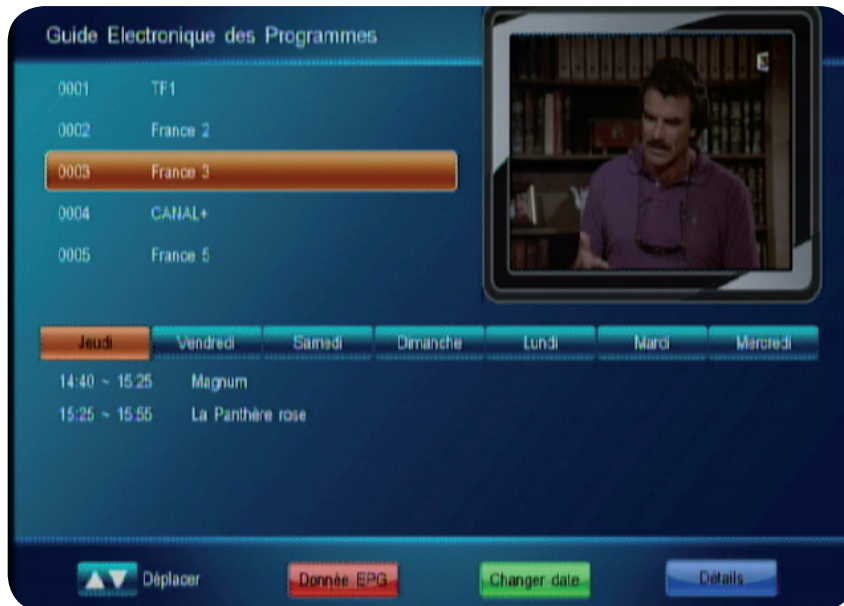 Guide Electronique des Programmes
0001 TF1
0002 France 2
0003 France 3
0004 CANAL+
0005 France 5
Jeudi Vendredi Samedi Dimanche Lundi Mardi Mercredi
14:40 ~ 15:25 Magnum
15:25 ~ 15:55 La Panthère rose
Déplacer Donnée EPG Changer date Détails